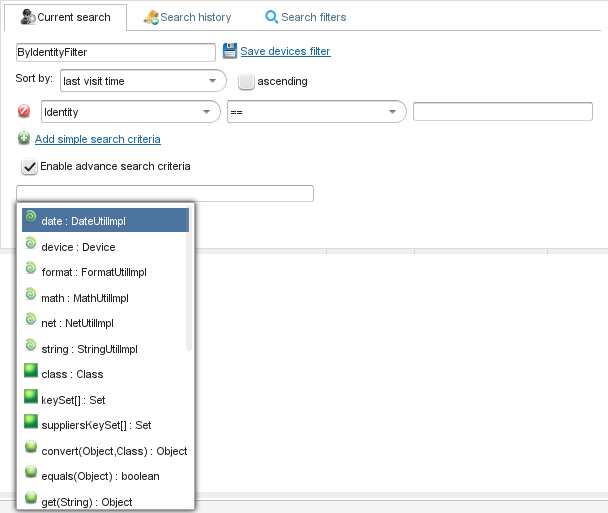 Current search
Search history
Search filters
ByIdentityFilter
Save devices filter
Sort by:
last visit time
ascending
Identity
==
Add simple search criteria
Enable advance search criteria
date : DateUtilImpl
device : Device
format : FormatUtilImpl
math : MathUtilImpl
net : NetUtilImpl
string : StringUtilImpl
class : Class
keySet[] : Set
suppliersKeySet[] : Set
convert(Object,Class) : Object
equals(Object) : boolean
get(String) : Object